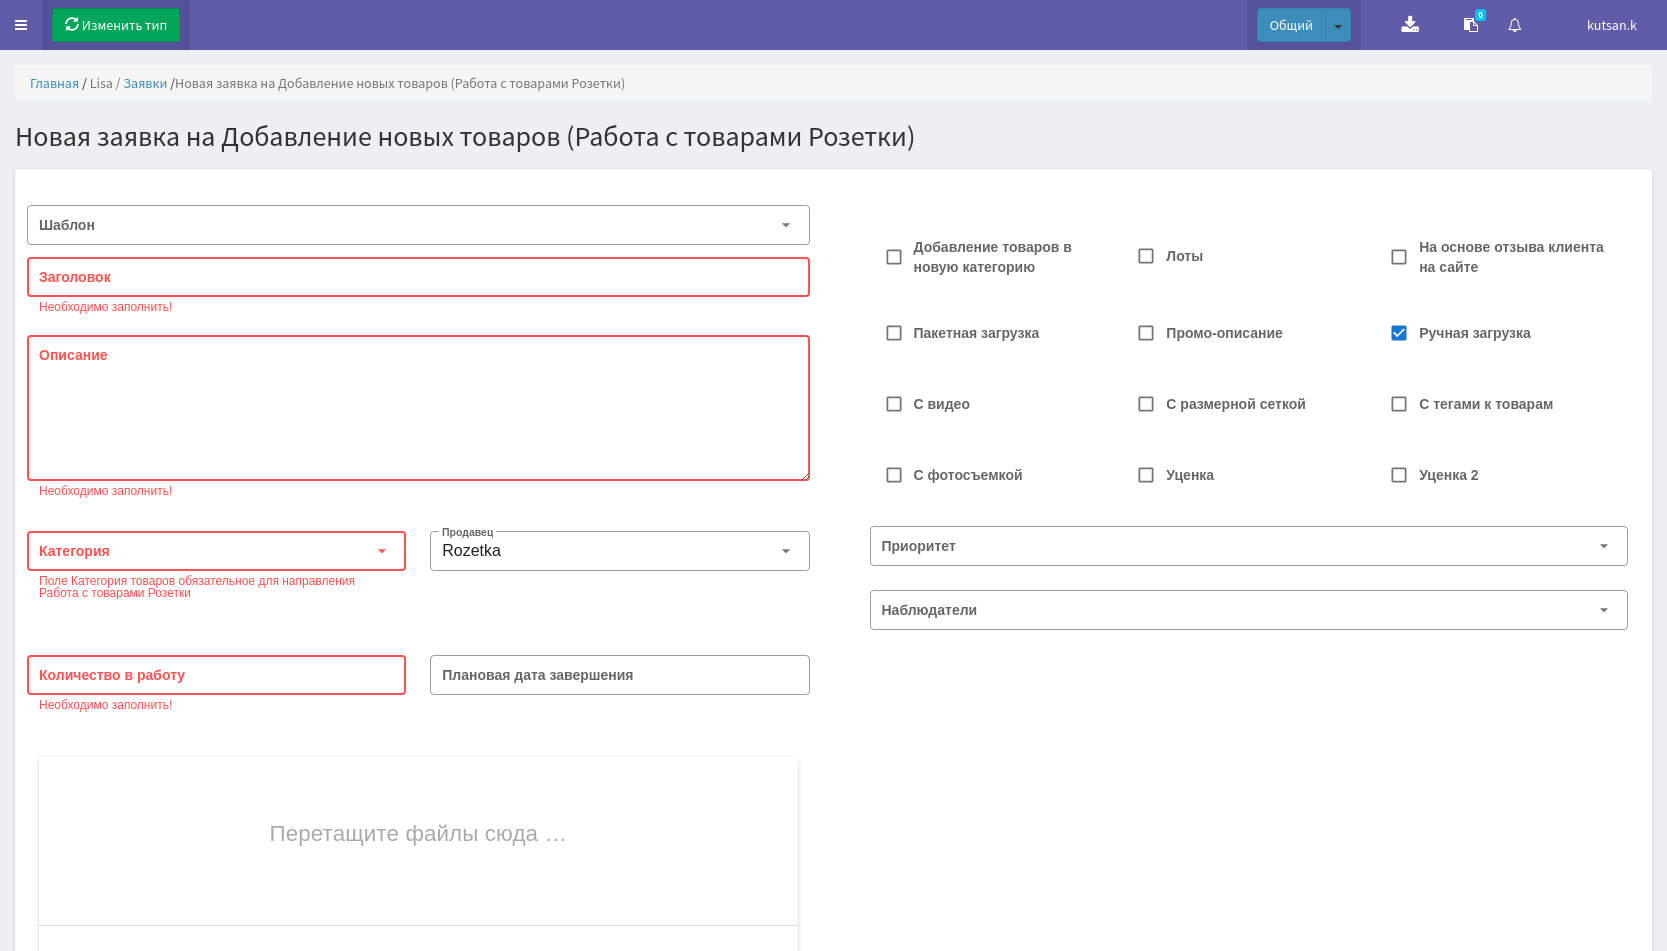 Изменить тип
Общий
0
kutsan.k
Главная / Lisa / Заявки /Новая заявка на Добавление новых товаров (Работа с товарами Розетки)
Новая заявка на Добавление новых товаров (Работа с товарами Розетки)
Шаблон
Заголовок
Необходимо заполнить!
Описание
Необходимо заполнить!
Категория
Поле Категория товаров обязательное для направления
Работа с товарами Розетки
Продавец
Rozetka
Количество в работу
Необходимо заполнить!
Плановая дата завершения
Перетащите файлы сюда …
Добавление товаров в
новую категорию
Лоты
На основе отзыва клиента
на сайте
Пакетная загрузка
Промо-описание
Ручная загрузка
С видео
С размерной сеткой
С тегами к товарам
С фотосъемкой
Уценка
Уценка 2
Приоритет
Наблюдатели